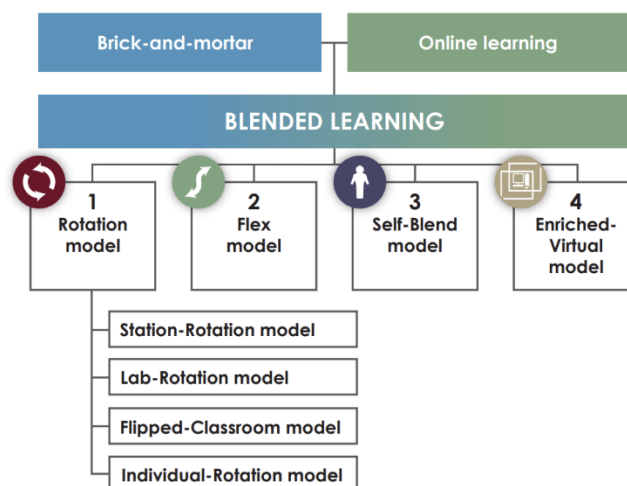 Brick-and-mortar
Online learning
BLENDED LEARNING
1
Rotation
model
2
Flex
model
3
Self-Blend
model
4
Enriched-
Virtual
model
Station-Rotation model
Lab-Rotation model
Flipped-Classroom model
Individual-Rotation model